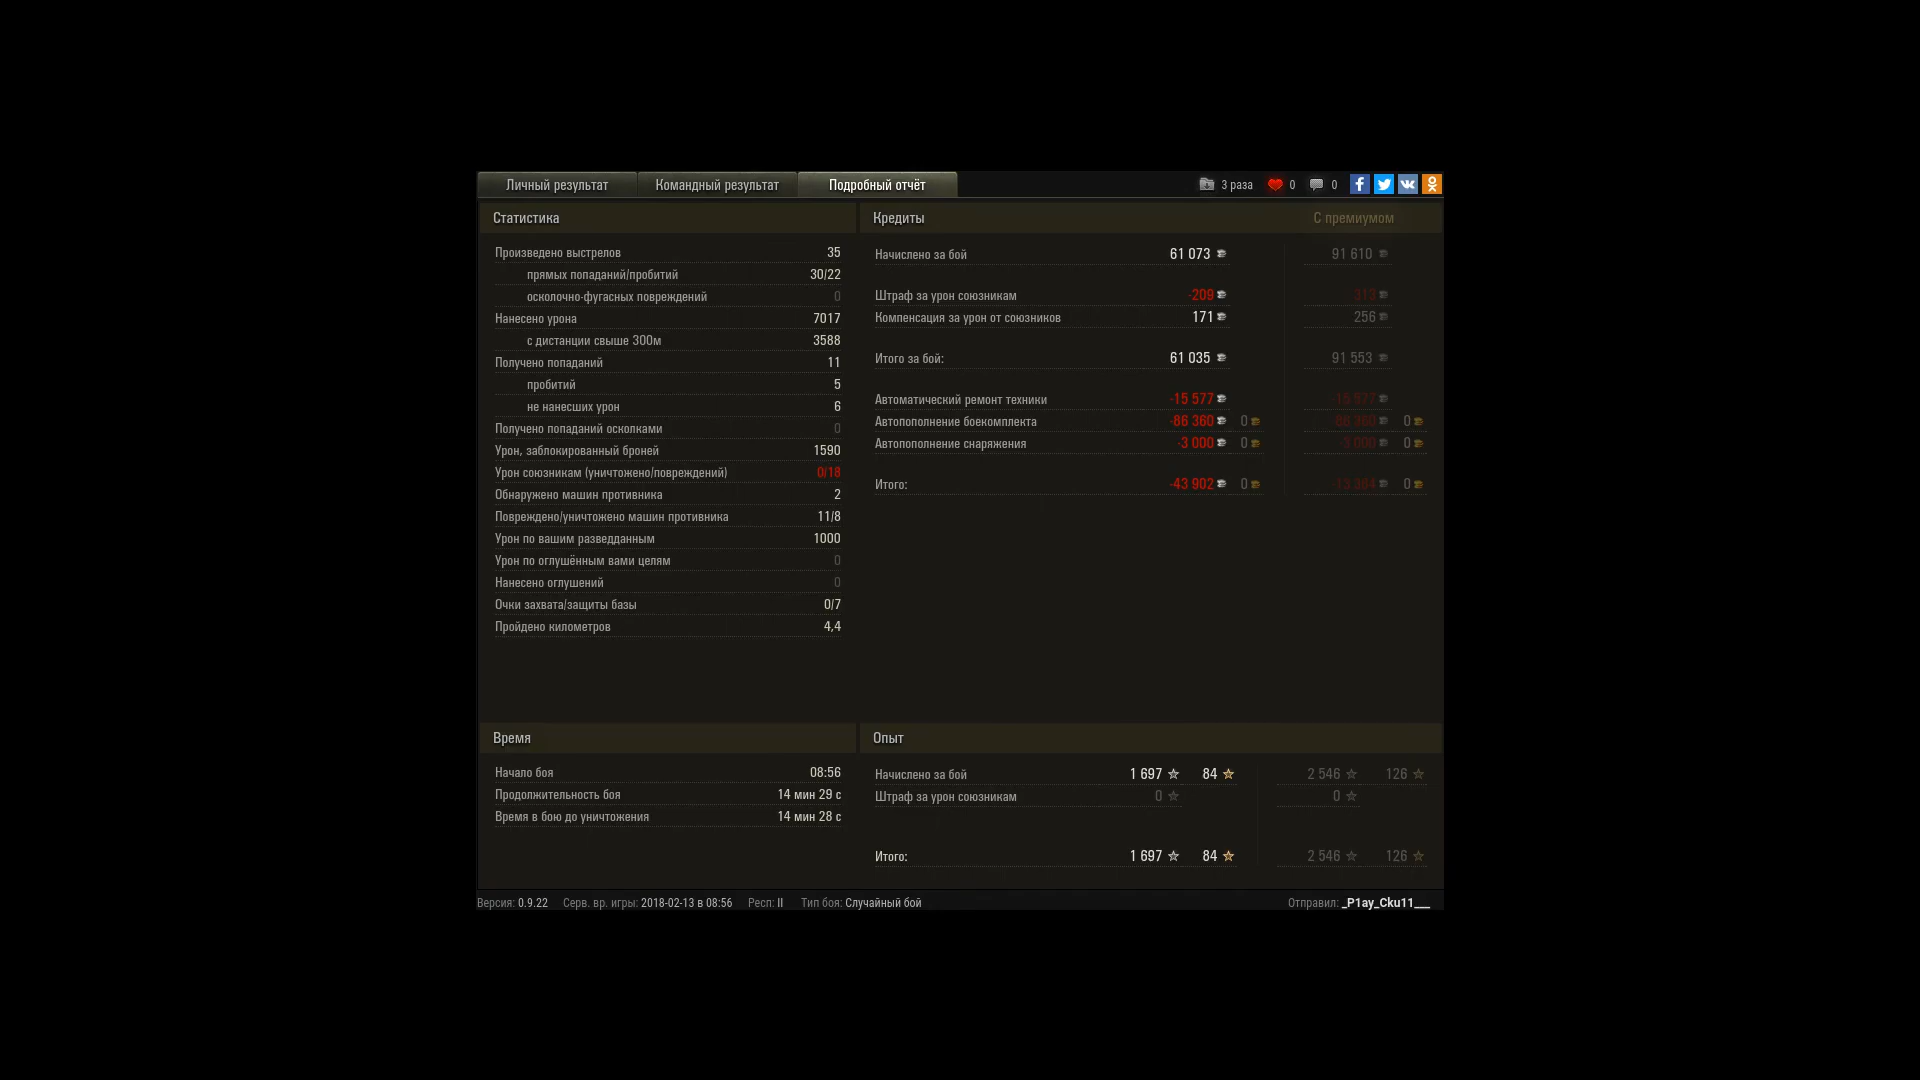 Личный результат Командный результат Подробный отчёт 3 раза 0 0
Статистика
Произведено выстрелов 35
прямых попаданий/пробитий 30/22
осколочно-фугасных повреждений 0
Нанесено урона 7017
с дистанции свыше 300м 3588
Получено попаданий 11
пробитий 5
не нанесших урон 6
Получено попаданий осколками 0
Урон, заблокированный броней 1590
Урон союзникам (уничтожено/повреждений) 0/18
Обнаружено машин противника 2
Повреждено/уничтожено машин противника 11/8
Урон по вашим разведданным 1000
Урон по оглушённым вами целям 0
Нанесено оглушений 0
Очки захвата/защиты базы 0/7
Пройдено километров 4,4
Кредиты С премиумом
Начислено за бой 61 073 91 610
Штраф за урон союзникам -209 313
Компенсация за урон от союзников 171 256
Итого за бой: 61 035 91 553
Автоматический ремонт техники -15 577 -15 577
Автопополнение боекомплекта -86 360 0 86 360 0
Автопополнение снаряжения -3 000 0 -3 000 0
Итого: -43 902 0 -13 384 0
Время
Начало боя 08:56
Продолжительность боя 14 мин 29 с
Время в бою до уничтожения 14 мин 28 с
Опыт
Начислено за бой 1 697 84 2 546 126
Штраф за урон союзникам 0 0
Итого: 1 697 84 2 546 126
Версия: 0.9.22 Серв. вр. игры: 2018-02-13 в 08:56 Респ: II Тип боя: Случайный бой Отправил: _P1ay_Cku11___